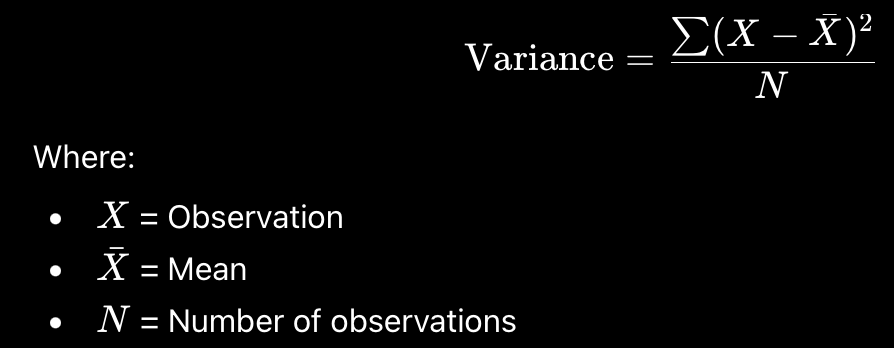 Variance = ∑(X − X̄)² / N
Where:
• X = Observation
• X̄ = Mean
• N = Number of observations